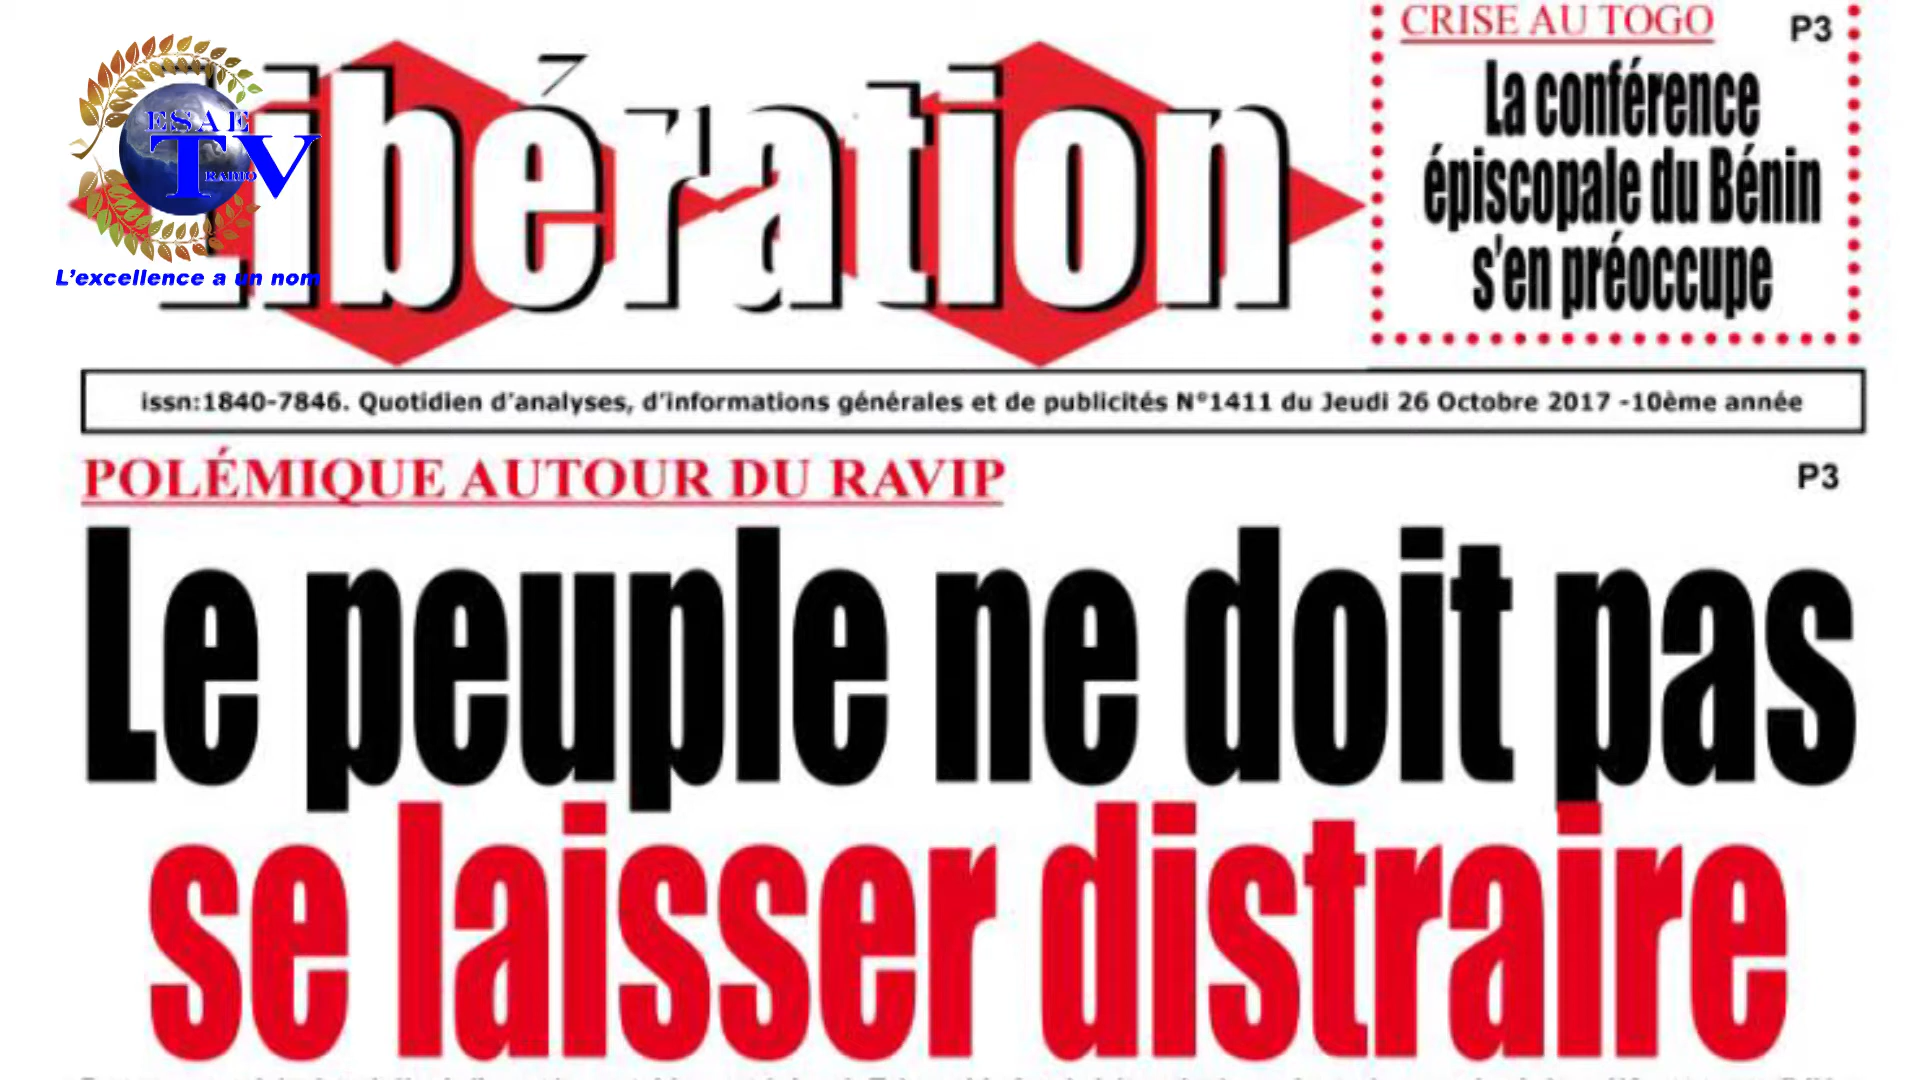 Libération
ESAE
TV
RADIO
L'excellence a un nom
CRISE AU TOGO P3
La conférence
épiscopale du Bénin
s'en préoccupe
issn:1840-7846. Quotidien d'analyses, d'informations générales et de publicités N°1411 du Jeudi 26 Octobre 2017 -10ème année
POLÉMIQUE AUTOUR DU RAVIP P3
Le peuple ne doit pas
se laisser distraire